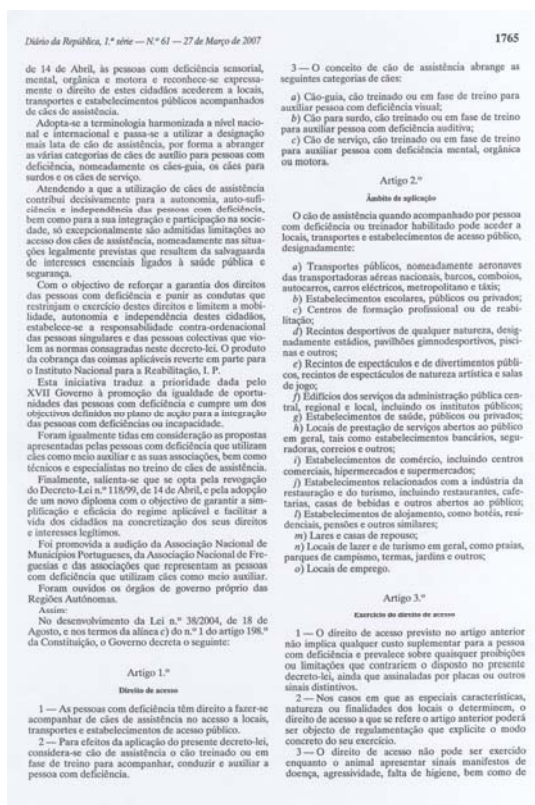 Diário da República, 1.ª série — N.º 61 — 27 de Março de 2007
1765
de 14 de Abril, às pessoas com deficiência sensorial,
mental, orgânica e motora e reconhece-se expressa-
mente o direito de estes cidadãos acederem a locais,
transportes e estabelecimentos públicos acompanhados
de cães de assistência.
Adopta-se a terminologia harmonizada a nível nacio-
nal e internacional e passa-se a utilizar a designação
mais lata de cão de assistência, por forma a abranger
as várias categorias de cães de auxílio para pessoas com
deficiência, nomeadamente os cães-guia, os cães para
surdos e os cães de serviço.
Atendendo a que a utilização de cães de assistência
contribui decisivamente para a autonomia, auto-sufi-
ciência e independência das pessoas com deficiência,
bem como para a sua integração e participação na socie-
dade, só excepcionalmente são admitidas limitações ao
acesso dos cães de assistência, nomeadamente nas situa-
ções legalmente previstas que resultem da salvaguarda
de interesses essenciais ligados à saúde pública e
segurança.
Com o objectivo de reforçar a garantia dos direitos
das pessoas com deficiência e punir as condutas que
restrinjam o exercício destes direitos e limitem a mobi-
lidade, autonomia e independência destes cidadãos,
estabelece-se a responsabilidade contra-ordenacional
das pessoas singulares e das pessoas colectivas que vio-
lem as normas consagradas neste decreto-lei. O produto
da cobrança das coimas aplicáveis reverte em parte para
o Instituto Nacional para a Reabilitação, I. P.
Esta iniciativa traduz a prioridade dada pelo
XVII Governo à promoção da igualdade de oportu-
nidades das pessoas com deficiência e cumpre um dos
objectivos definidos no plano de acção para a integração
das pessoas com deficiências ou incapacidade.
Foram igualmente tidas em consideração as propostas
apresentadas pelas pessoas com deficiência que utilizam
cães como meio auxiliar e as suas associações, bem como
técnicos e especialistas no treino de cães de assistência.
Finalmente, salienta-se que se opta pela revogação
do Decreto-Lei n.º 118/99, de 14 de Abril, e pela adopção
de um novo diploma com o objectivo de garantir a sim-
plificação e eficácia do regime aplicável e facilitar a
vida dos cidadãos na concretização dos seus direitos
e interesses legítimos.
Foi promovida a audição da Associação Nacional de
Municípios Portugueses, da Associação Nacional de Fre-
guesias e das associações que representam as pessoas
com deficiência que utilizam cães como meio auxiliar.
Foram ouvidos os órgãos de governo próprio das
Regiões Autónomas.
Assim:
No desenvolvimento da Lei n.º 38/2004, de 18 de
Agosto, e nos termos da alínea c) do n.º 1 do artigo 198.º
da Constituição, o Governo decreta o seguinte:
Artigo 1.º
Direito de acesso
1 — As pessoas com deficiência têm direito a fazer-se
acompanhar de cães de assistência no acesso a locais,
transportes e estabelecimentos de acesso público.
2 — Para efeitos da aplicação do presente decreto-lei,
considera-se cão de assistência o cão treinado ou em
fase de treino para acompanhar, conduzir e auxiliar a
pessoa com deficiência.
3 — O conceito de cão de assistência abrange as
seguintes categorias de cães:
a) Cão-guia, cão treinado ou em fase de treino para
auxiliar pessoa com deficiência visual;
b) Cão para surdo, cão treinado ou em fase de treino
para auxiliar pessoa com deficiência auditiva;
c) Cão de serviço, cão treinado ou em fase de treino
para auxiliar pessoa com deficiência mental, orgânica
ou motora.
Artigo 2.º
Âmbito de aplicação
O cão de assistência quando acompanhado por pessoa
com deficiência ou treinador habilitado pode aceder a
locais, transportes e estabelecimentos de acesso público,
designadamente:
a) Transportes públicos, nomeadamente aeronaves
das transportadoras aéreas nacionais, barcos, comboios,
autocarros, carros eléctricos, metropolitano e táxis;
b) Estabelecimentos escolares, públicos ou privados;
c) Centros de formação profissional ou de reabi-
litação;
d) Recintos desportivos de qualquer natureza, desig-
nadamente estádios, pavilhões gimnodesportivos, pisci-
nas e outros;
e) Recintos de espectáculos e de divertimentos públi-
cos, recintos de espectáculos de natureza artística e salas
de jogo;
f) Edifícios dos serviços da administração pública cen-
tral, regional e local, incluindo os institutos públicos;
g) Estabelecimentos de saúde, públicos ou privados;
h) Locais de prestação de serviços abertos ao público
em geral, tais como estabelecimentos bancários, segu-
radoras, correios e outros;
i) Estabelecimentos de comércio, incluindo centros
comerciais, hipermercados e supermercados;
j) Estabelecimentos relacionados com a indústria da
restauração e do turismo, incluindo restaurantes, cafe-
tarias, casas de bebidas e outros abertos ao público;
l) Estabelecimentos de alojamento, como hotéis, resi-
denciais, pensões e outros similares;
m) Lares e casas de repouso;
n) Locais de lazer e de turismo em geral, como praias,
parques de campismo, termas, jardins e outros;
o) Locais de emprego.
Artigo 3.º
Exercício do direito de acesso
1 — O direito de acesso previsto no artigo anterior
não implica qualquer custo suplementar para a pessoa
com deficiência e prevalece sobre quaisquer proibições
ou limitações que contrariem o disposto no presente
decreto-lei, ainda que assinaladas por placas ou outros
sinais distintivos.
2 — Nos casos em que as especiais características,
natureza ou finalidades dos locais o determinem, o
direito de acesso a que se refere o artigo anterior poderá
ser objecto de regulamentação que explicite o modo
concreto do seu exercício.
3 — O direito de acesso não pode ser exercido
enquanto o animal apresentar sinais manifestos de
doença, agressividade, falta de higiene, bem como de